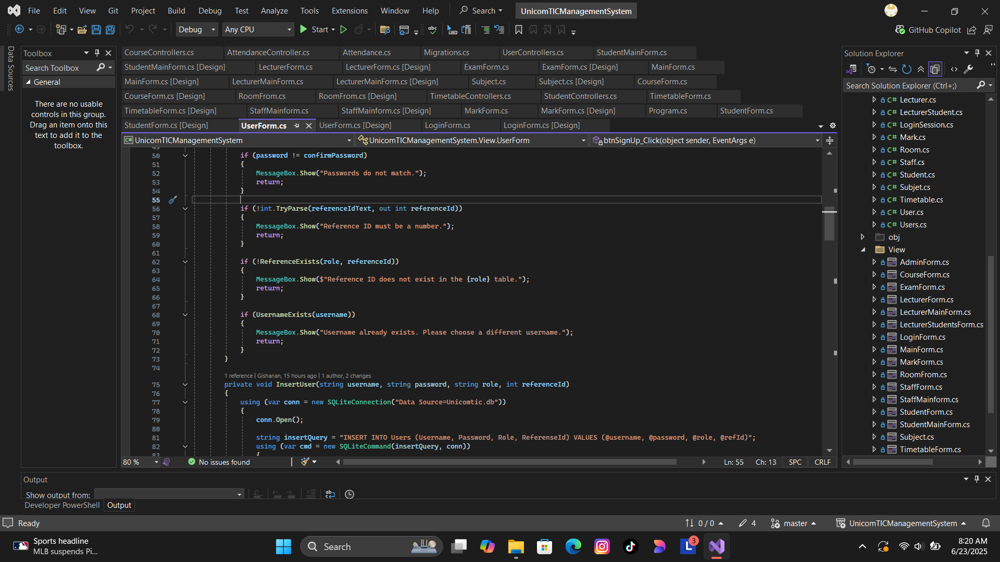 File Edit View Git Project Build Debug Test Analyze Tools Extensions Window Help Search UnicomTICManagementSystem
Debug Any CPU Start GitHub Copilot
Data Sources
Toolbox
Search Toolbox
General
There are no usable
controls in this group.
Drag an item onto this
text to add it to the
toolbox.
CourseControllers.cs AttendanceController.cs Attendance.cs Migrations.cs UserControllers.cs StudentMainForm.cs
StudentMainForm.cs [Design] LecturerForm.cs LecturerForm.cs [Design] ExamForm.cs ExamForm.cs [Design] MainForm.cs
MainForm.cs [Design] LecturerMainForm.cs LecturerMainForm.cs [Design] Subject.cs Subject.cs [Design] CourseForm.cs
CourseForm.cs [Design] RoomFrom.cs RoomFrom.cs [Design] TimetableControllers.cs StudentControllers.cs TimetableForm.cs
TimetableForm.cs [Design] StaffMainform.cs StaffMainform.cs [Design] MarkForm.cs MarkForm.cs [Design] Program.cs StudentForm.cs
StudentForm.cs [Design] UserForm.cs UserForm.cs [Design] LoginForm.cs LoginForm.cs [Design]
UnicomTICManagementSystem UnicomTICManagementSystem.View.UserForm btnSignUp_Click(object sender, EventArgs e)
50 if (password != confirmPassword)
51 {
52 MessageBox.Show("Passwords do not match.");
53 return;
54 }
55
56 if (!int.TryParse(referenceIdText, out int referenceId))
57 {
58 MessageBox.Show("Reference ID must be a number.");
59 return;
60 }
61
62 if (!ReferenceExists(role, referenceId))
63 {
64 MessageBox.Show($"Reference ID does not exist in the {role} table.");
65 return;
66 }
67
68 if (UsernameExists(username))
69 {
70 MessageBox.Show("Username already exists. Please choose a different username.");
71 return;
72 }
73 }
74
1 reference | Gishanan, 15 hours ago | 1 author, 2 changes
75 private void InsertUser(string username, string password, string role, int referenceId)
76 {
77 using (var conn = new SQLiteConnection("Data Source=Unicomtic.db"))
78 {
79 conn.Open();
80
81 string insertQuery = "INSERT INTO Users (Username, Password, Role, ReferenseId) VALUES (@username, @password, @role, @refId)";
82 using (var cmd = new SQLiteCommand(insertQuery, conn))
83 {
80 % No issues found Ln: 55 Ch: 13 SPC CRLF
Solution Explorer
Search Solution Explorer (Ctrl+;)
C# Lecturer.cs
C# LecturerStudent.cs
C# LoginSession.cs
C# Mark.cs
C# Room.cs
C# Staff.cs
C# Student.cs
C# Subjet.cs
C# Timetable.cs
C# User.cs
C# Users.cs
obj
View
AdminForm.cs
CourseForm.cs
ExamForm.cs
LecturerForm.cs
LecturerMainForm.cs
LecturerStudentsForm.cs
LoginForm.cs
MainForm.cs
MarkForm.cs
RoomFrom.cs
StaffForm.cs
StaffMainform.cs
StudentForm.cs
StudentMainForm.cs
Subject.cs
TimetableForm.cs
Output
Show output from:
Developer PowerShell Output
Ready 0 / 0 4 master UnicomTICManagementSystem
Sports headline
MLB suspends Pi...
Search
3
8:20 AM
6/23/2025